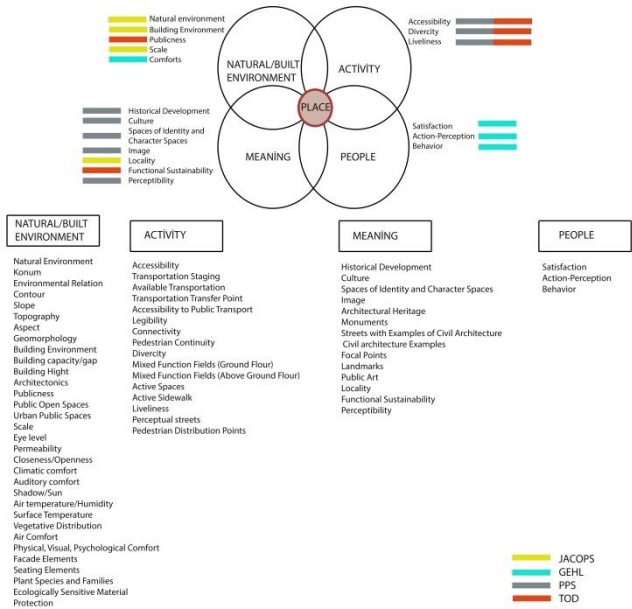 Natural environment
Building Environment
Publicness
Scale
Comforts
NATURAL/BUILT
ENVIRONMENT
ACTİVİTY
PLACE
MEANİNG
PEOPLE
Accessibility
Divercity
Liveliness
Historical Development
Culture
Spaces of Identity and
Character Spaces
Image
Locality
Functional Sustainability
Perceptibility
Satisfaction
Action-Perception
Behavior
NATURAL/BUILT
ENVIRONMENT
Natural Environment
Konum
Environmental Relation
Contour
Slope
Topography
Aspect
Geomorphology
Building Environment
Building capacity/gap
Building Hight
Architectonics
Publicness
Public Open Spaces
Urban Public Spaces
Scale
Eye level
Permeability
Closeness/Openness
Climatic comfort
Auditory comfort
Shadow/Sun
Air temperature/Humidity
Surface Temperature
Vegetative Distribution
Air Comfort
Physical, Visual, Psychological Comfort
Facade Elements
Seating Elements
Plant Species and Families
Ecologically Sensitive Material
Protection
ACTİVİTY
Accessibility
Transportation Staging
Available Transportation
Transportation Transfer Point
Accessibility to Public Transport
Legibility
Connectivity
Pedestrian Continuity
Divercity
Mixed Function Fields (Ground Flour)
Mixed Function Fields (Above Ground Flour)
Active Spaces
Active Sidewalk
Liveliness
Perceptual streets
Pedestrian Distribution Points
MEANİNG
Historical Development
Culture
Spaces of Identity and Character Spaces
Image
Architectural Heritage
Monuments
Streets with Examples of Civil Architecture
Civil architecture Examples
Focal Points
Landmarks
Public Art
Locality
Functional Sustainability
Perceptibility
PEOPLE
Satisfaction
Action-Perception
Behavior
JACOPS
GEHL
PPS
TOD